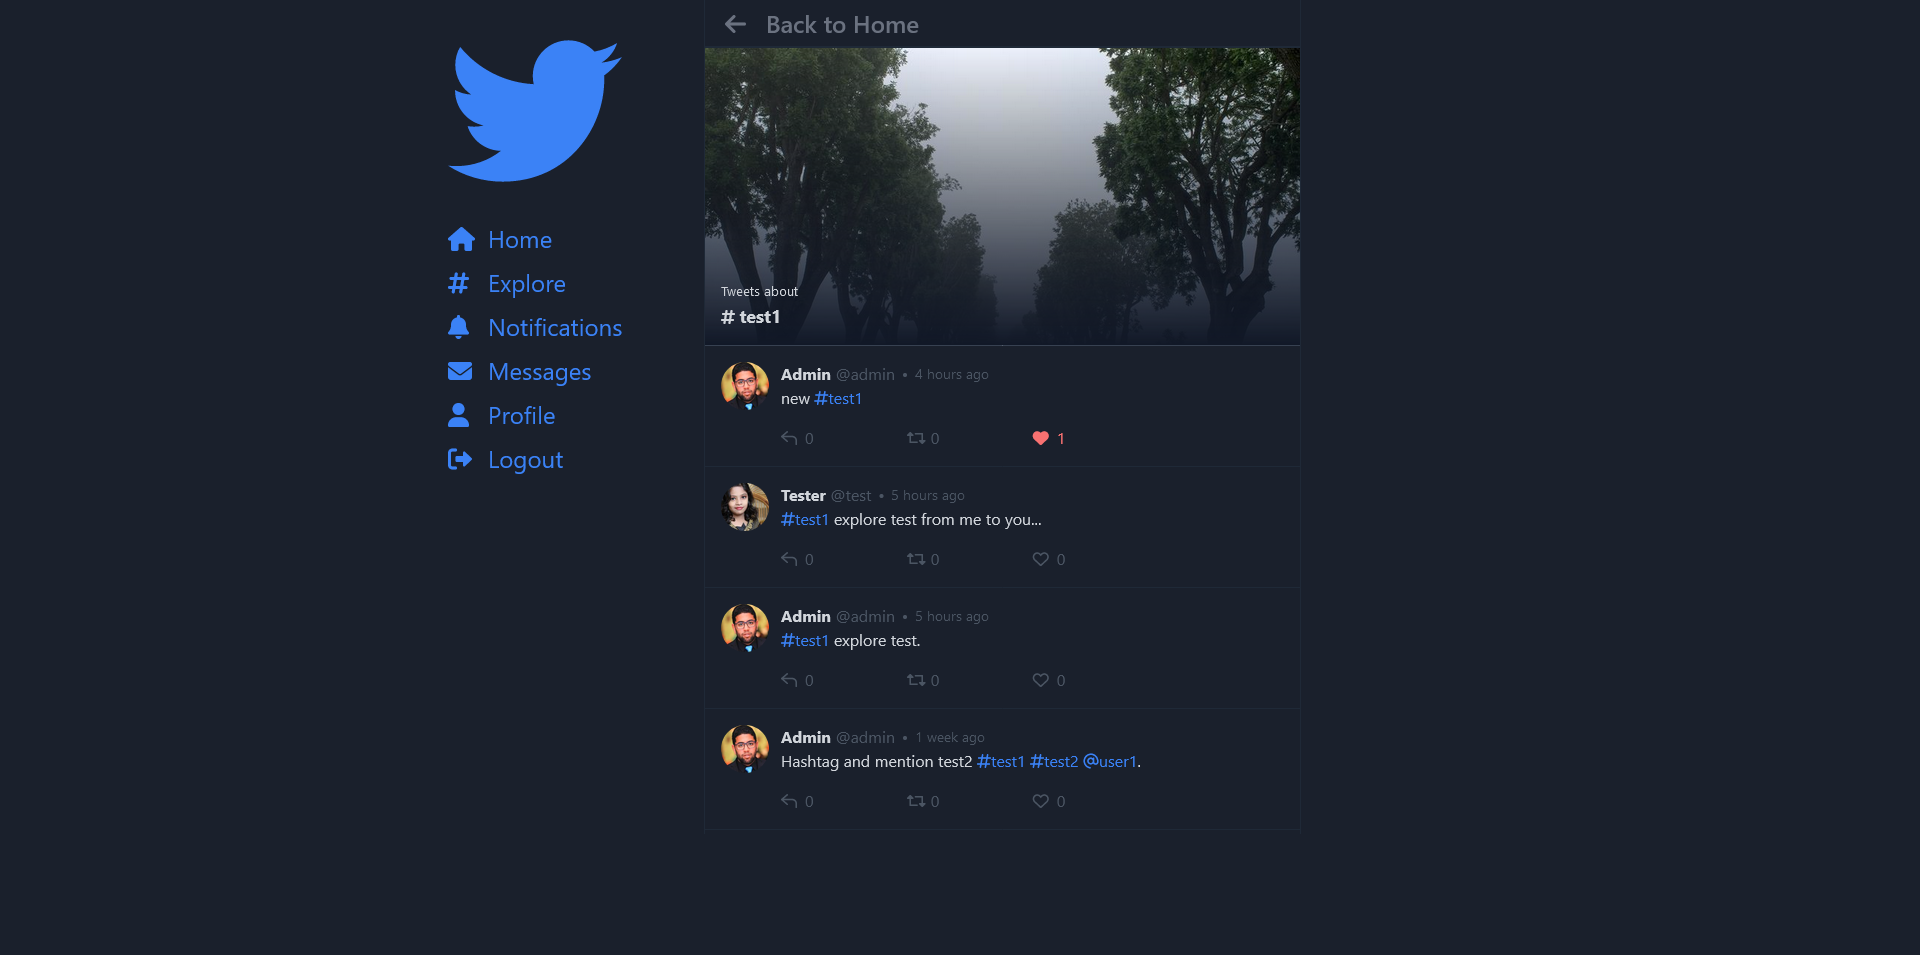 Back to Home
Home
Explore
Notifications
Messages
Profile
Logout
Tweets about
# test1
Admin @admin • 4 hours ago
new #test1
0 0 1
Tester @test • 5 hours ago
#test1 explore test from me to you...
0 0 0
Admin @admin • 5 hours ago
#test1 explore test.
0 0 0
Admin @admin • 1 week ago
Hashtag and mention test2 #test1 #test2 @user1.
0 0 0